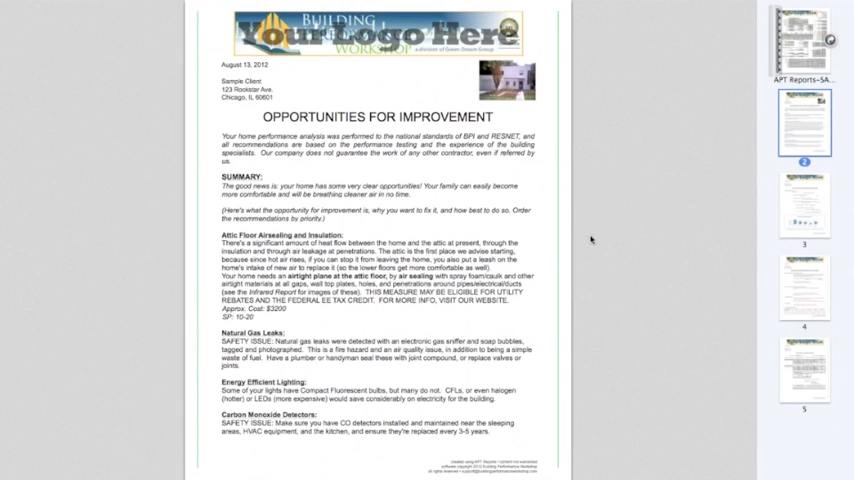 BUILDING
Your Logo Here
WORKSHOP a division of Green Dream Group
August 13, 2012
Sample Client
123 Rockstar Ave.
Chicago, IL 60601
OPPORTUNITIES FOR IMPROVEMENT
Your home performance analysis was performed to the national standards of BPI and RESNET, and
all recommendations are based on the performance testing and the experience of the building
specialists. Our company does not guarantee the work of any other contractor, even if referred by
us.
SUMMARY:
The good news is: your home has some very clear opportunities! Your family can easily become
more comfortable and will be breathing cleaner air in no time.
(Here's what the opportunity for improvement is, why you want to fix it, and how best to do so. Order
the recommendations by priority.)
Attic Floor Airsealing and Insulation:
There's a significant amount of heat flow between the home and the attic at present, through the
insulation and through air leakage at penetrations. The attic is the first place we advise starting,
because since hot air rises, if you can stop it from leaving the home, you also put a leash on the
home's intake of new air to replace it (so the lower floors get more comfortable as well).
Your home needs an airtight plane at the attic floor, by air sealing with spray foam/caulk and other
airtight materials at all gaps, wall top plates, holes, and penetrations around pipes/electrical/ducts
(see the Infrared Report for images of these). THIS MEASURE MAY BE ELIGIBLE FOR UTILITY
REBATES AND THE FEDERAL EE TAX CREDIT. FOR MORE INFO, VISIT OUR WEBSITE.
Approx. Cost: $3200
SP: 10-20
Natural Gas Leaks:
SAFETY ISSUE: Natural gas leaks were detected with an electronic gas sniffer and soap bubbles,
tagged and photographed. This is a fire hazard and an air quality issue, in addition to being a simple
waste of fuel. Have a plumber or handyman seal these with joint compound, or replace valves or
joints.
Energy Efficient Lighting:
Some of your lights have Compact Fluorescent bulbs, but many do not. CFLs, or even halogen
(hotter) or LEDs (more expensive) would save considerably on electricity for the building.
Carbon Monoxide Detectors:
SAFETY ISSUE: Make sure you have CO detectors installed and maintained near the sleeping
areas, HVAC equipment, and the kitchen, and ensure they're replaced every 3-5 years.
created using APT Reports • content not warranted
software copyright 2012 Building Performance Workshop
all rights reserved • support@buildingperformanceworkshop.com
APT Reports-SA...
2
3
4
5